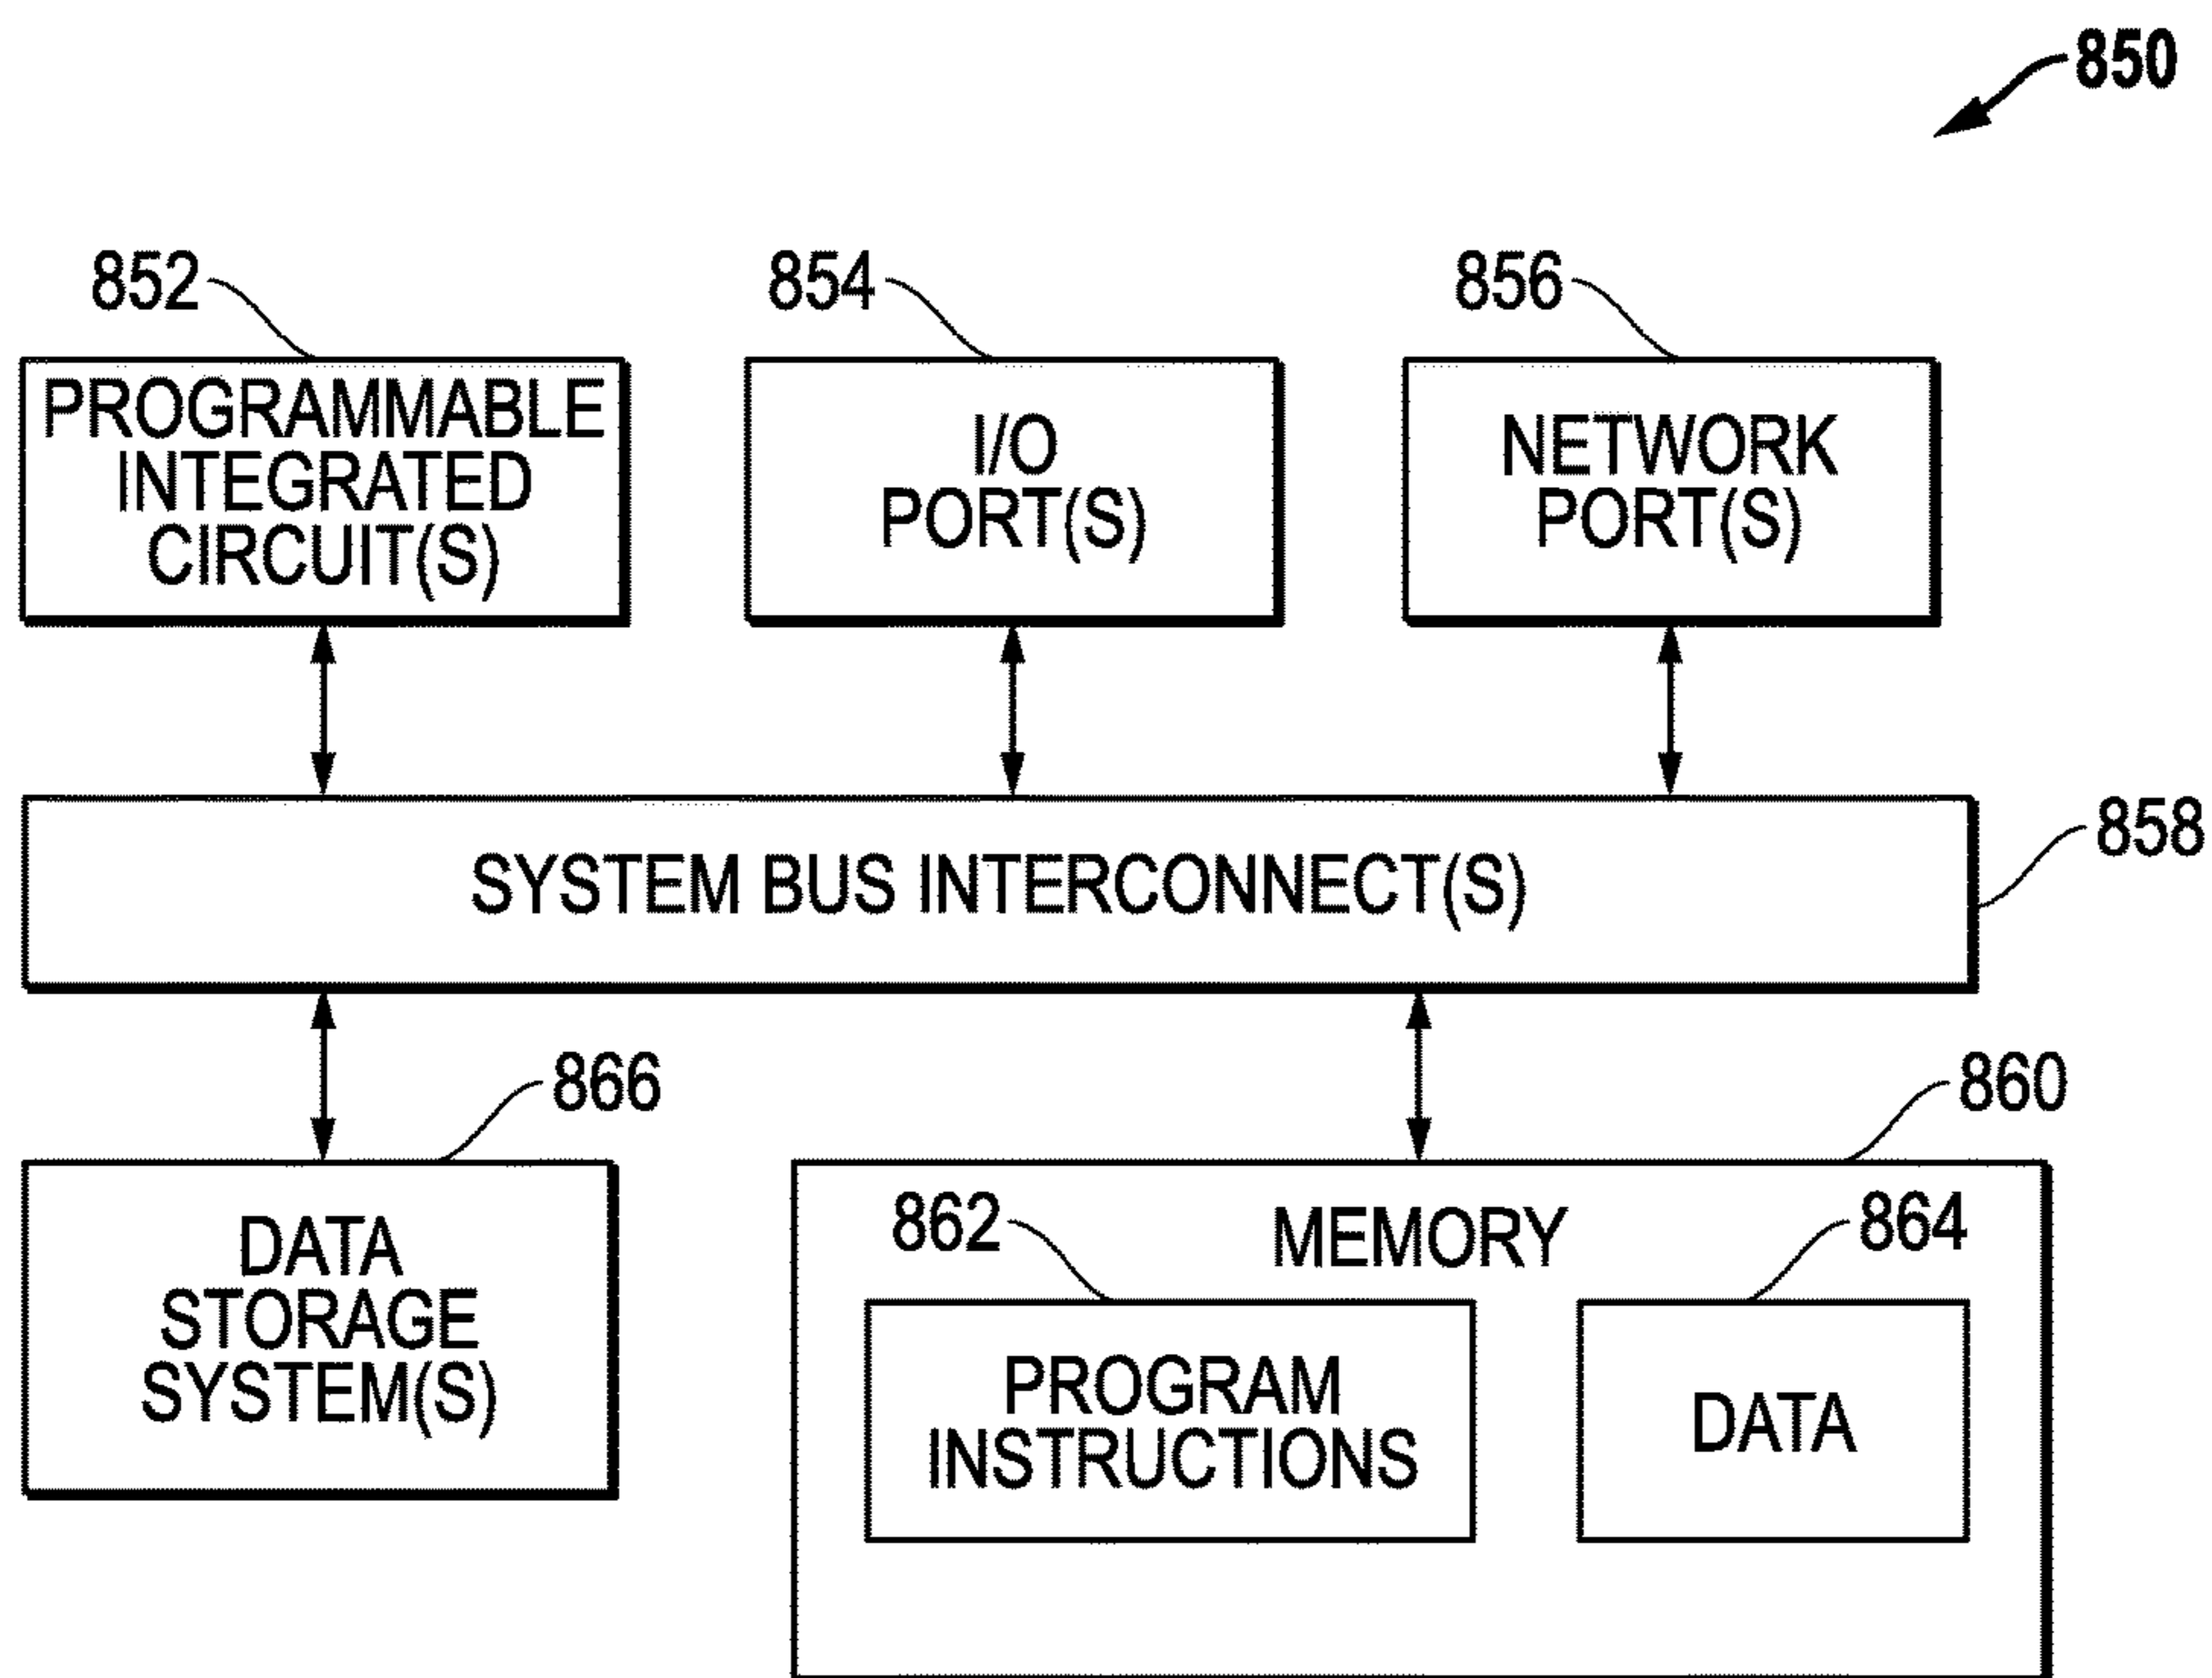 850
852
854
856
PROGRAMMABLE
INTEGRATED
CIRCUIT(S)
I/O
PORT(S)
NETWORK
PORT(S)
SYSTEM BUS INTERCONNECT(S)
858
866
860
DATA
STORAGE
SYSTEM(S)
862
MEMORY
864
PROGRAM
INSTRUCTIONS
DATA